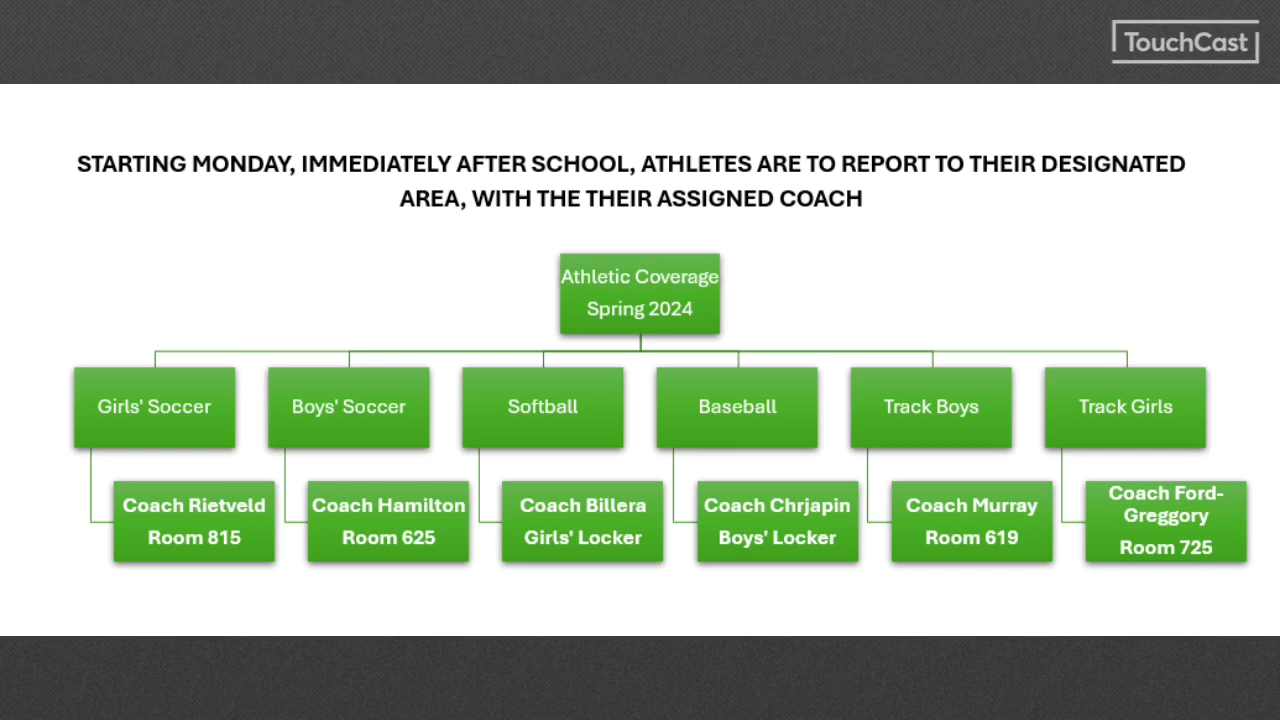 TouchCast
STARTING MONDAY, IMMEDIATELY AFTER SCHOOL, ATHLETES ARE TO REPORT TO THEIR DESIGNATED
AREA, WITH THE THEIR ASSIGNED COACH
Athletic Coverage
Spring 2024
Girls' Soccer
Boys' Soccer
Softball
Baseball
Track Boys
Track Girls
Coach Rietveld
Room 815
Coach Hamilton
Room 625
Coach Billera
Girls' Locker
Coach Chrjapin
Boys' Locker
Coach Murray
Room 619
Coach Ford-
Greggory
Room 725